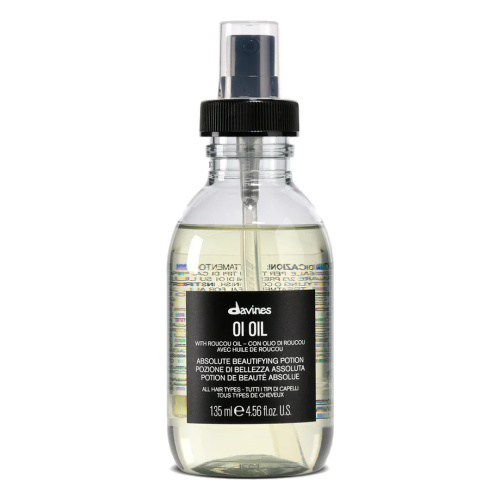 davines
OI OIL
WITH ROUCOU OIL – CON OLIO DI ROUCOU
AVEC HUILE DE ROUCOU
ABSOLUTE BEAUTIFYING POTION
POZIONE DI BELLEZZA ASSOLUTA
POTION DE BEAUTÉ ABSOLUE
ALL HAIR TYPES - TUTTI I TIPI DI CAPELLI
TOUS TYPES DE CHEVEUX
135 ml ℮ 4.56 fl.oz. U.S.